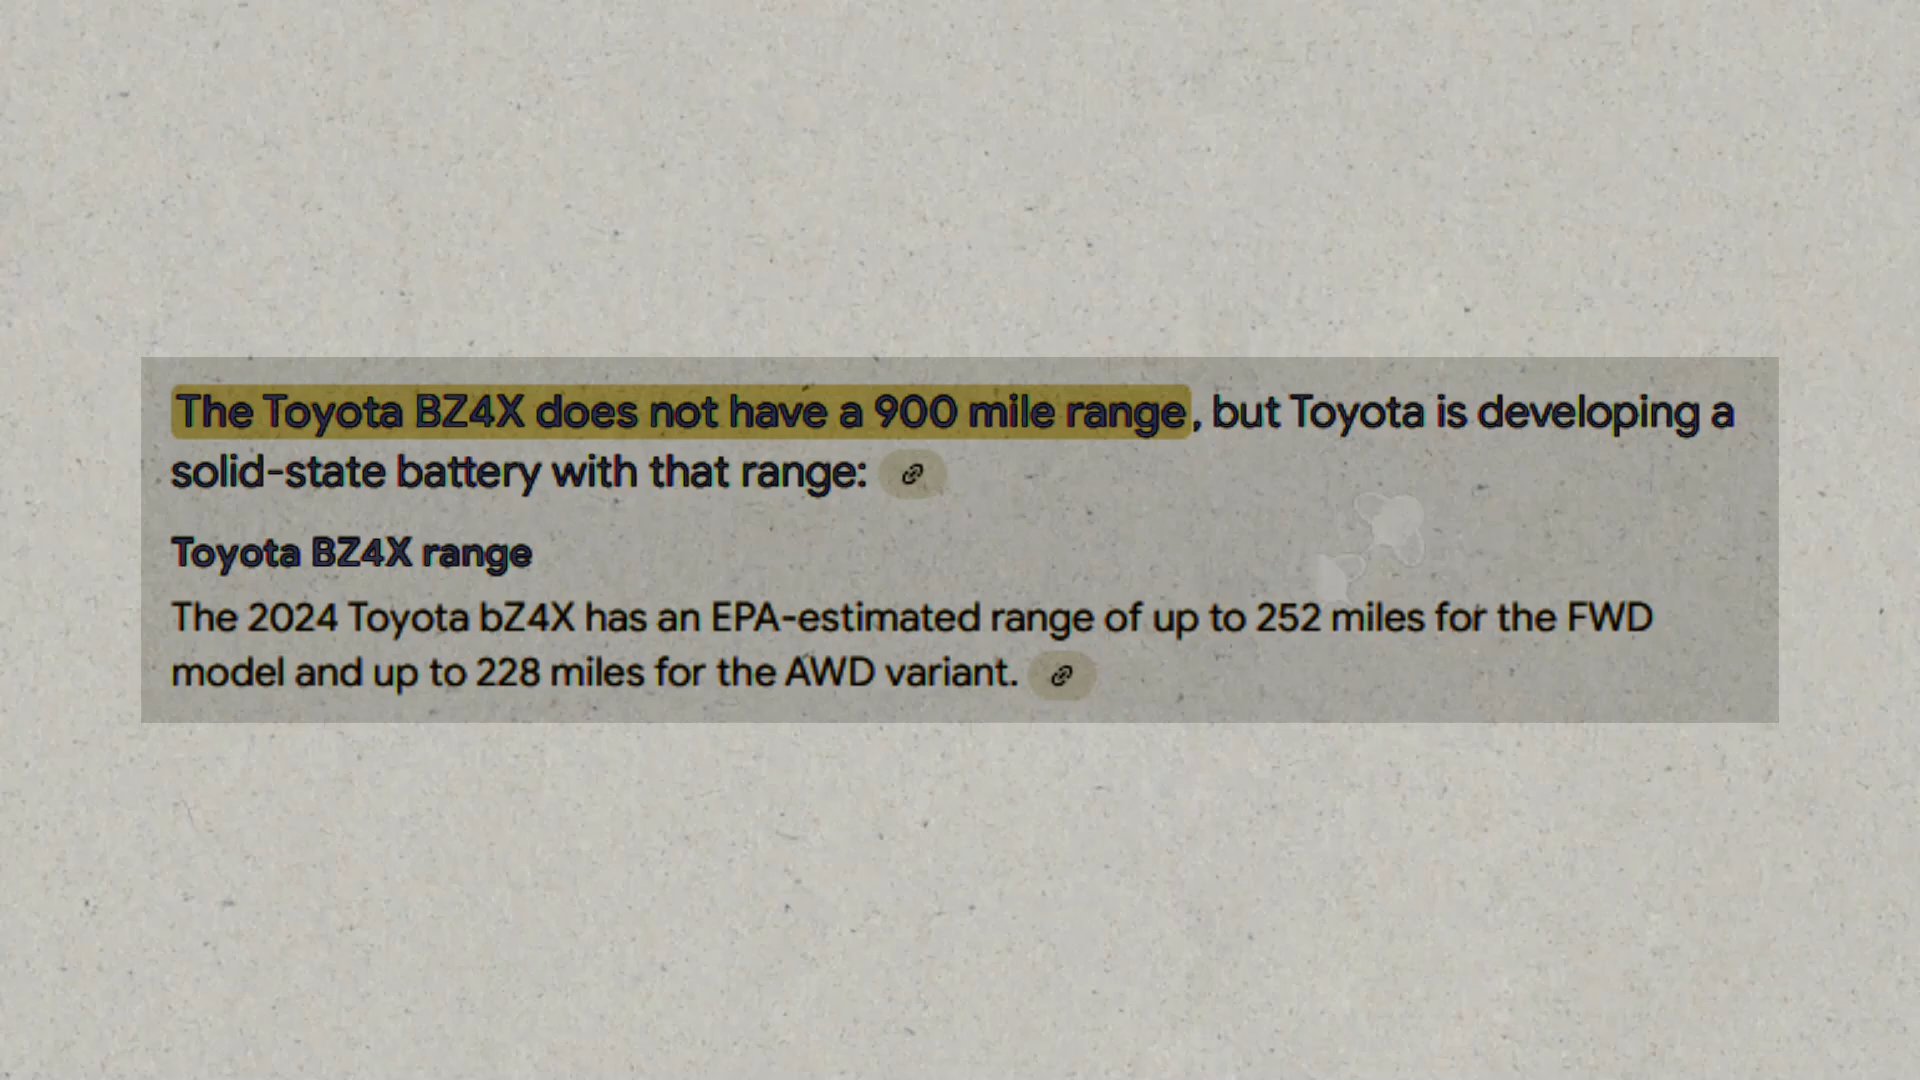 The Toyota BZ4X does not have a 900 mile range, but Toyota is developing a
solid-state battery with that range:
Toyota BZ4X range
The 2024 Toyota bZ4X has an EPA-estimated range of up to 252 miles for the FWD
model and up to 228 miles for the AWD variant.